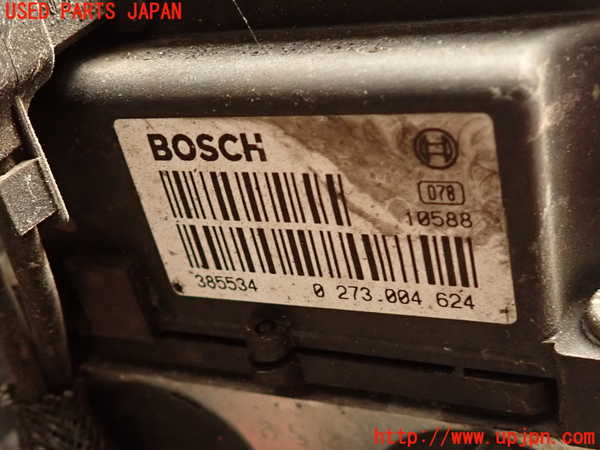 USED PARTS JAPAN
BOSCH
078
10588
385534 0 273.004 624
http://www.upjpn.com/